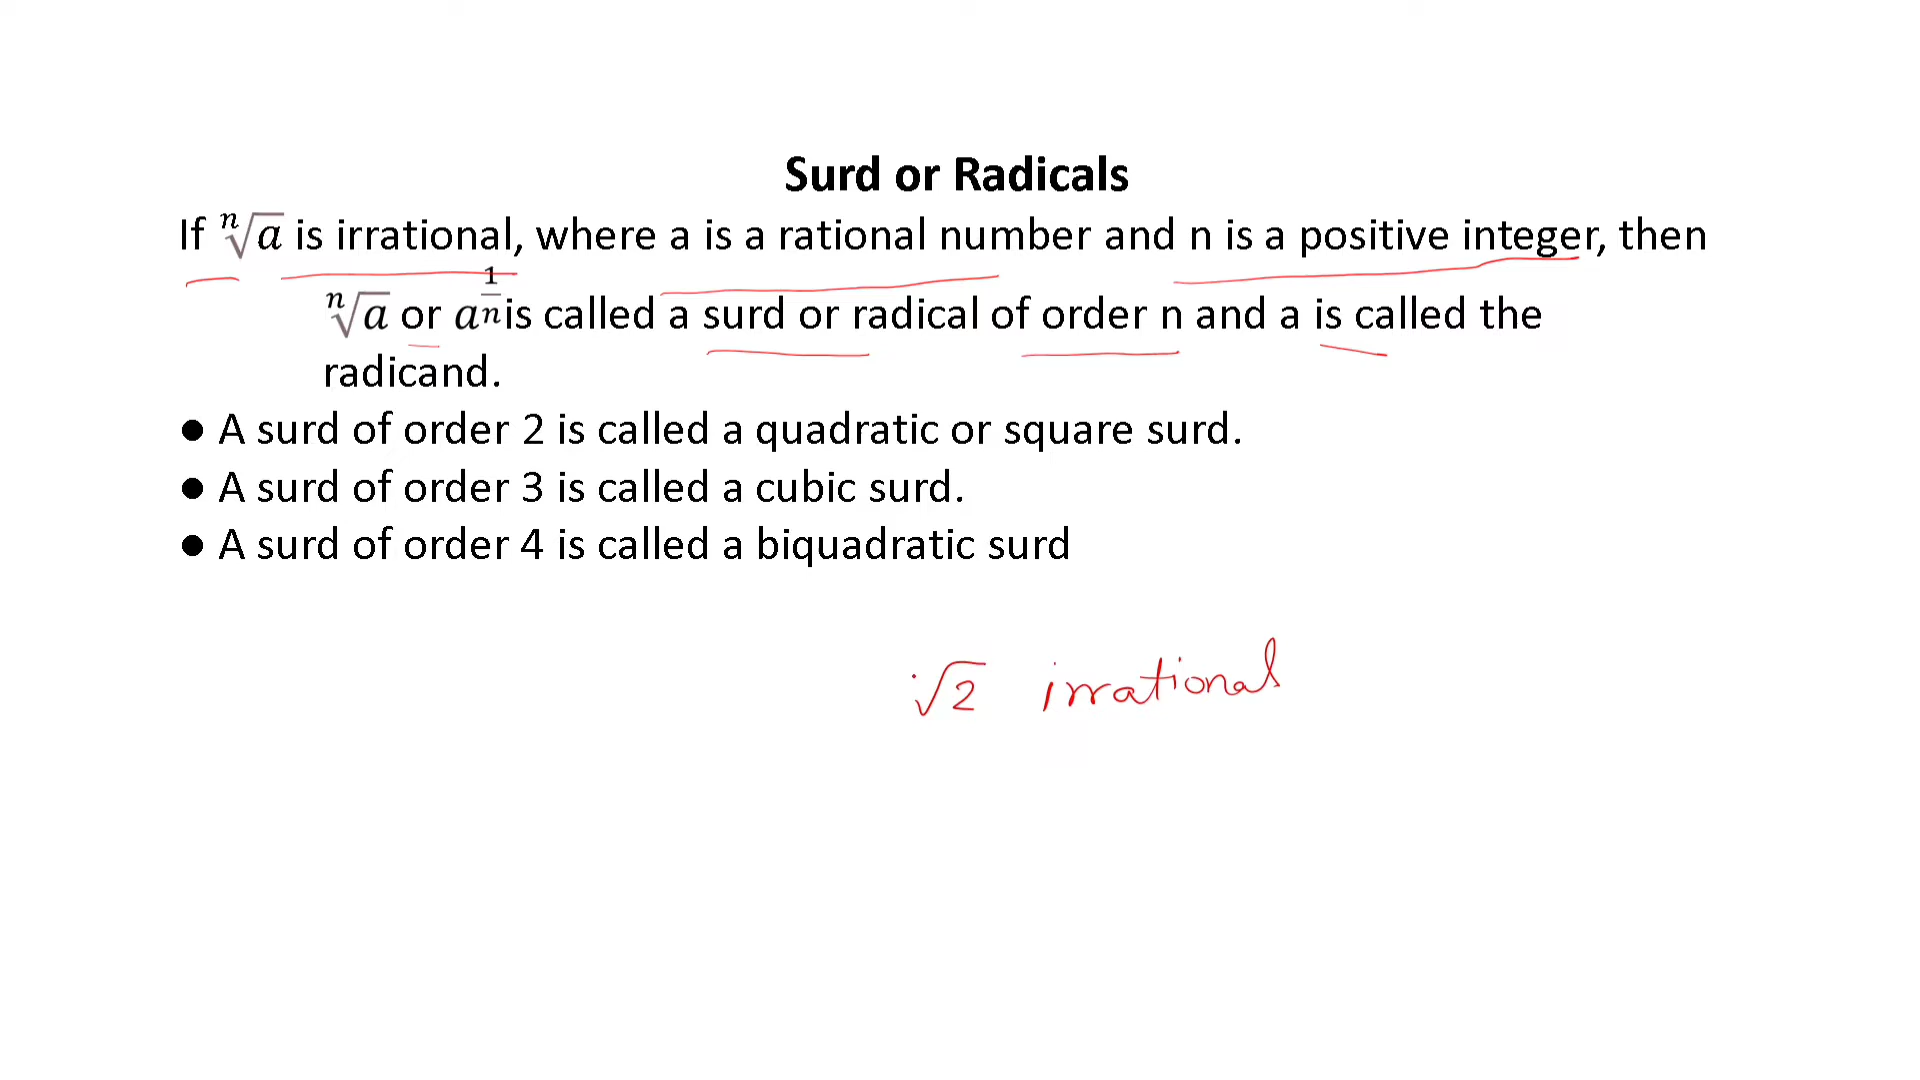 Surd or Radicals
If ⁿ√a is irrational, where a is a rational number and n is a positive integer, then
ⁿ√a or a^(1/n) is called a surd or radical of order n and a is called the
radicand.
● A surd of order 2 is called a quadratic or square surd.
● A surd of order 3 is called a cubic surd.
● A surd of order 4 is called a biquadratic surd
√2 irrational